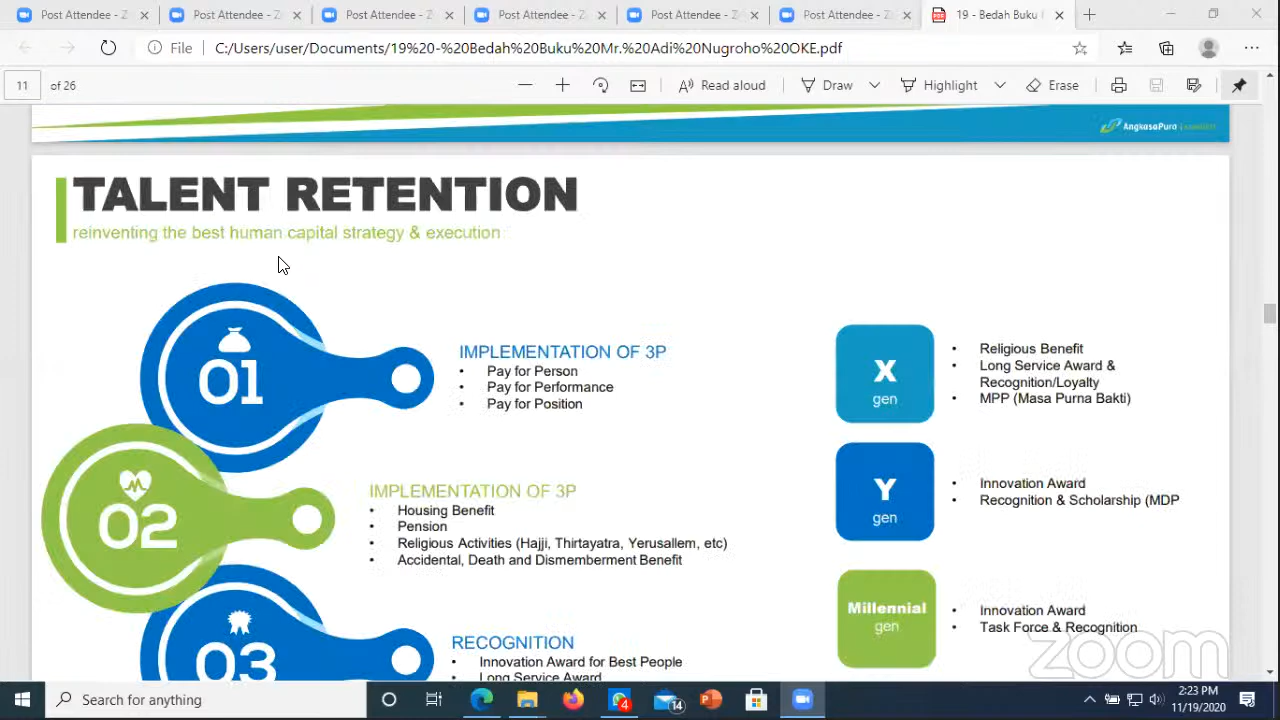 Post Attendee - Z
Post Attendee - Z
Post Attendee - Z
Post Attendee - Z
Post Attendee - Z
Post Attendee - Z
19 - Bedah Buku
File C:/Users/user/Documents/19%20-%20Bedah%20Buku%20Mr.%20Adi%20Nugroho%20OKE.pdf
11 of 26
Read aloud
Draw
Highlight
Erase
AngkasaPura
TALENT RETENTION
reinventing the best human capital strategy & execution
01
IMPLEMENTATION OF 3P
• Pay for Person
• Pay for Performance
• Pay for Position
X
gen
• Religious Benefit
• Long Service Award &
Recognition/Loyalty
• MPP (Masa Purna Bakti)
02
IMPLEMENTATION OF 3P
• Housing Benefit
• Pension
• Religious Activities (Hajji, Thirtayatra, Yerusallem, etc)
• Accidental, Death and Dismemberment Benefit
Y
gen
• Innovation Award
• Recognition & Scholarship (MDP
03
RECOGNITION
• Innovation Award for Best People
• Long Service Award
Millennial
gen
• Innovation Award
• Task Force & Recognition
zoom
Search for anything
4
14
2:23 PM
11/19/2020